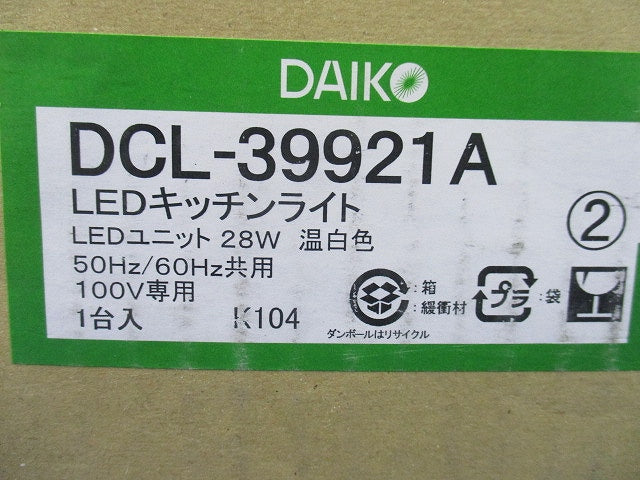 DAIKO
DCL-39921A
LEDキッチンライト
LEDユニット 28W 温白色
②
50Hz/60Hz共用
100V専用
1台入 K104
:箱
:緩衝材
ダンボールはリサイクル
プラ
:袋